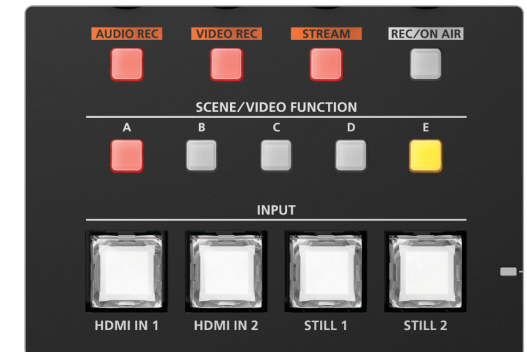 AUDIO REC VIDEO REC STREAM REC/ON AIR
SCENE/VIDEO FUNCTION
A B C D E
INPUT
HDMI IN 1 HDMI IN 2 STILL 1 STILL 2